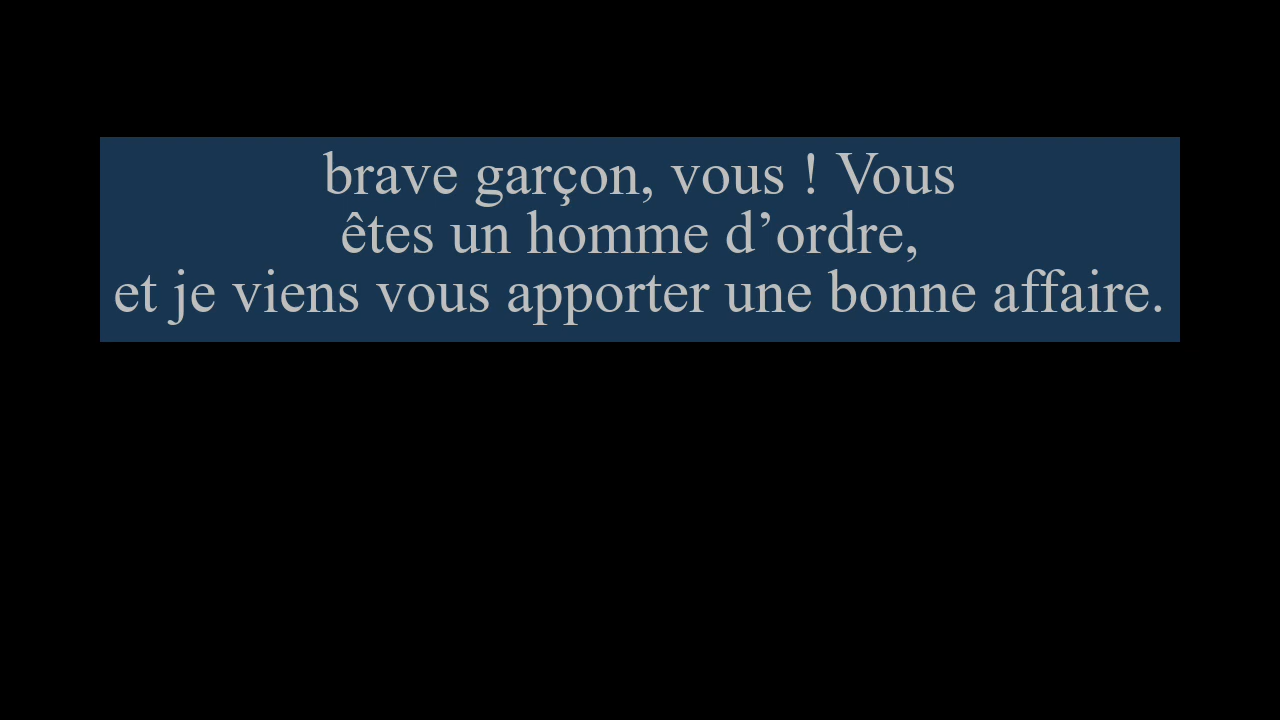 brave garçon, vous ! Vous
êtes un homme d’ordre,
et je viens vous apporter une bonne affaire.